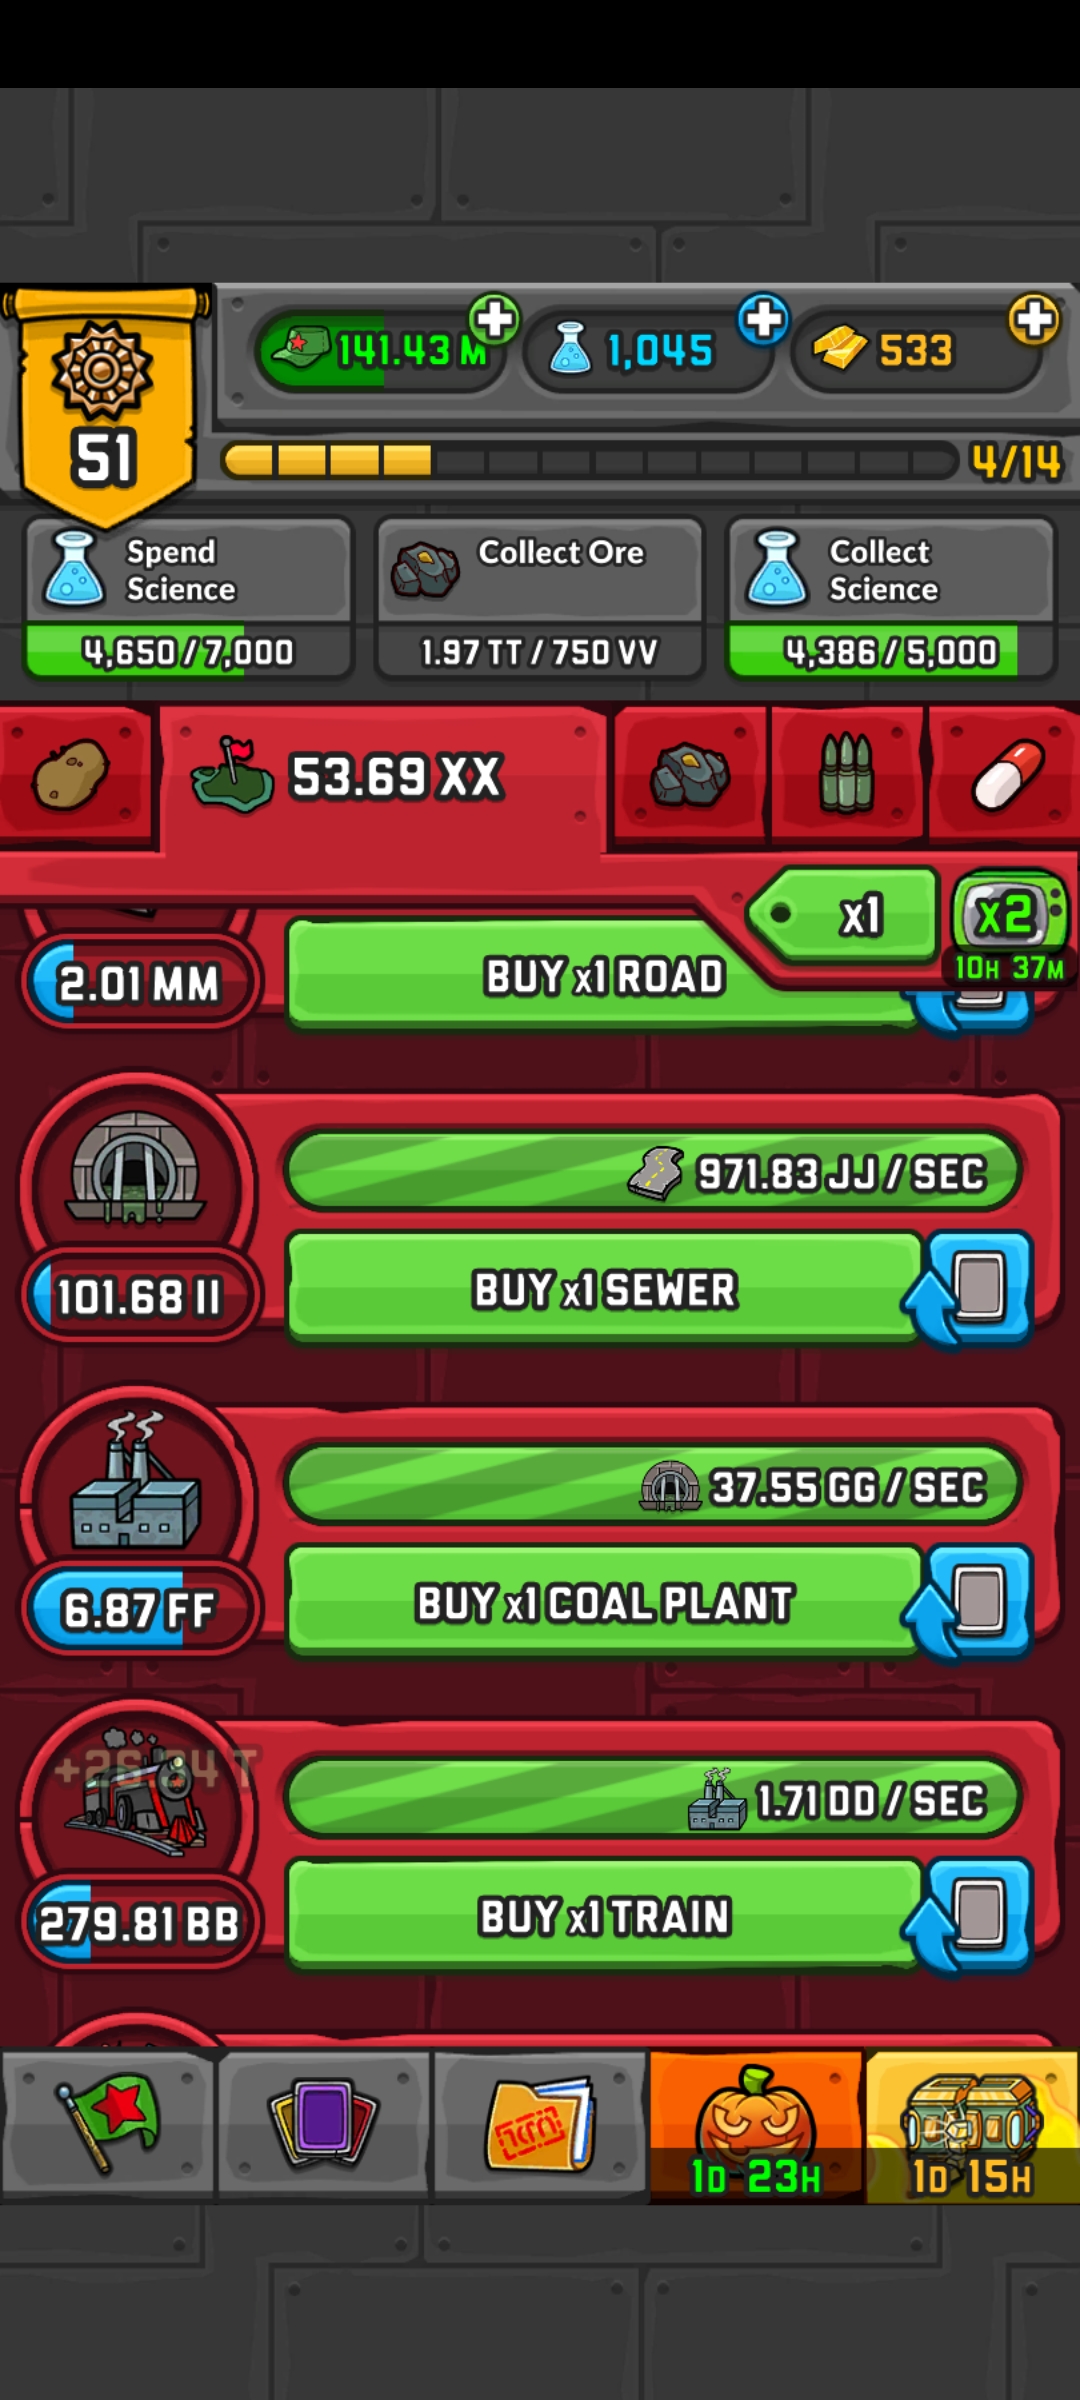 141.43 M
1,045
533
51
4/14
Spend
Science
4,650/7,000
Collect Ore
1.97 TT/750 VV
Collect
Science
4,386/5,000
53.69 XX
x1
x2
10H 37M
2.01 MM
BUY x1 ROAD
971.83 JJ/SEC
101.68 II
BUY x1 SEWER
37.55 GG/SEC
6.87 FF
BUY x1 COAL PLANT
+26.34 T
1.71 DD/SEC
279.81 BB
BUY x1 TRAIN
1D 23H
1D 15H